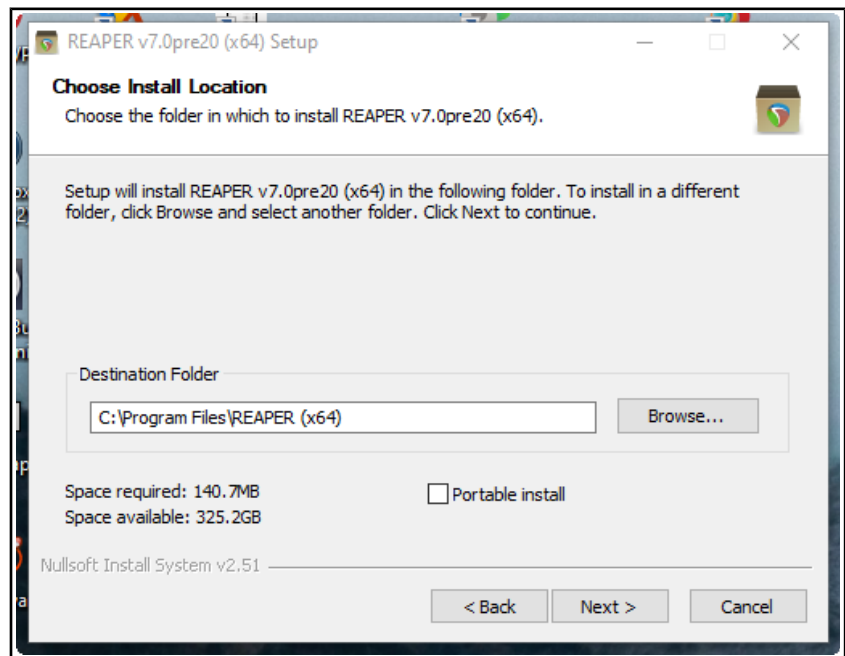 REAPER v7.0pre20 (x64) Setup
Choose Install Location
Choose the folder in which to install REAPER v7.0pre20 (x64).
Setup will install REAPER v7.0pre20 (x64) in the following folder. To install in a different
folder, click Browse and select another folder. Click Next to continue.
Destination Folder
C:\Program Files\REAPER (x64)
Browse...
Space required: 140.7MB
Portable install
Space available: 325.2GB
Nullsoft Install System v2.51
< Back
Next >
Cancel